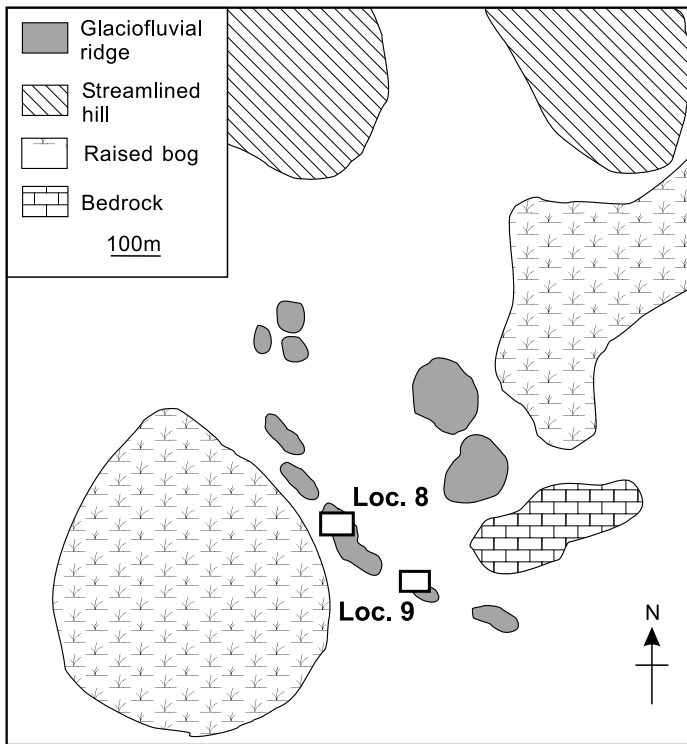 Glaciofluvial
ridge
Streamlined
hill
Raised bog
Bedrock
100m
Loc. 8
Loc. 9
N